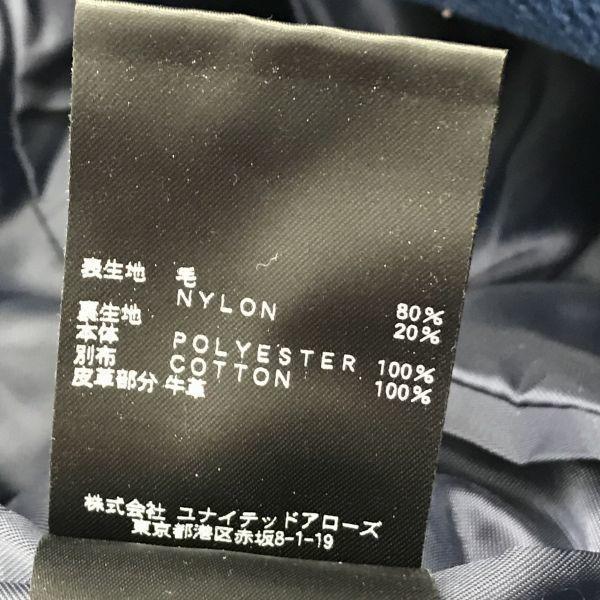 表生地 毛 80%
NYLON 20%
裏生地
本体 POLYESTER 100%
別布 COTTON 100%
皮革部分 牛革
株式会社 ユナイテッドアローズ
東京都港区赤坂8-1-19